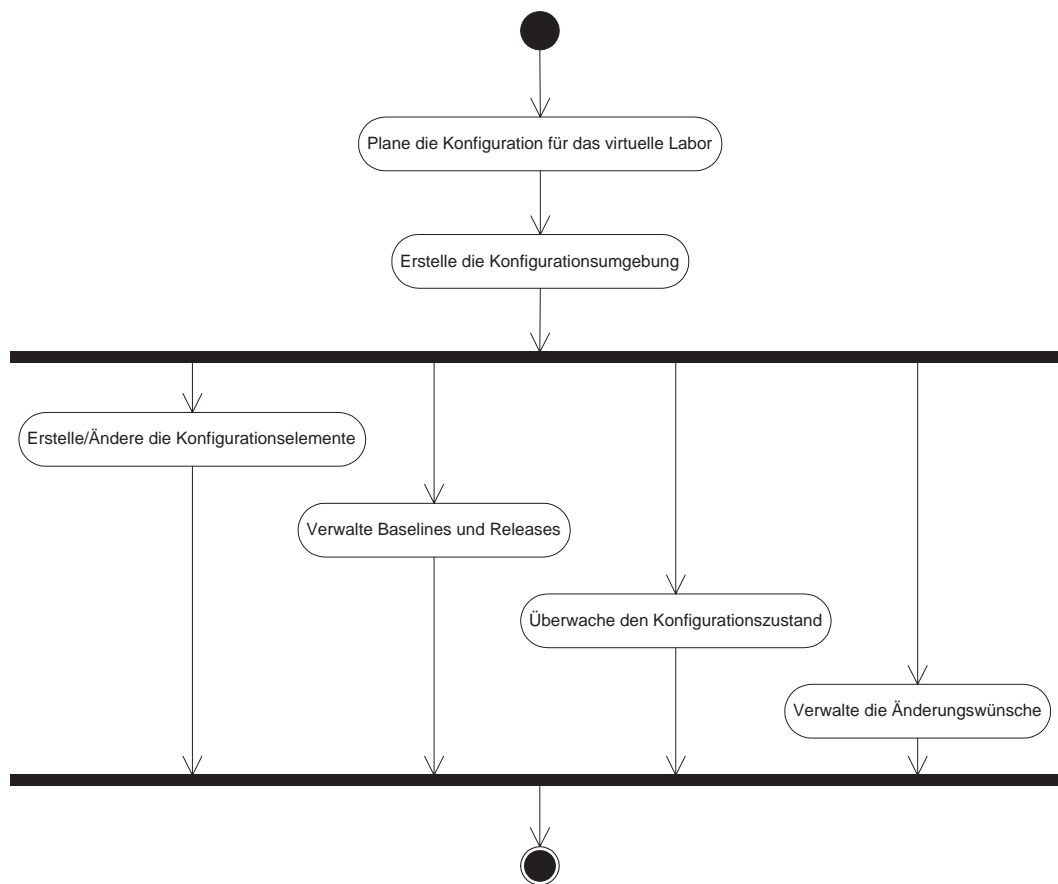 Plane die Konfiguration für das virtuelle Labor
Erstelle die Konfigurationsumgebung
Erstelle/Ändere die Konfigurationselemente
Verwalte Baselines und Releases
Überwache den Konfigurationszustand
Verwalte die Änderungswünsche